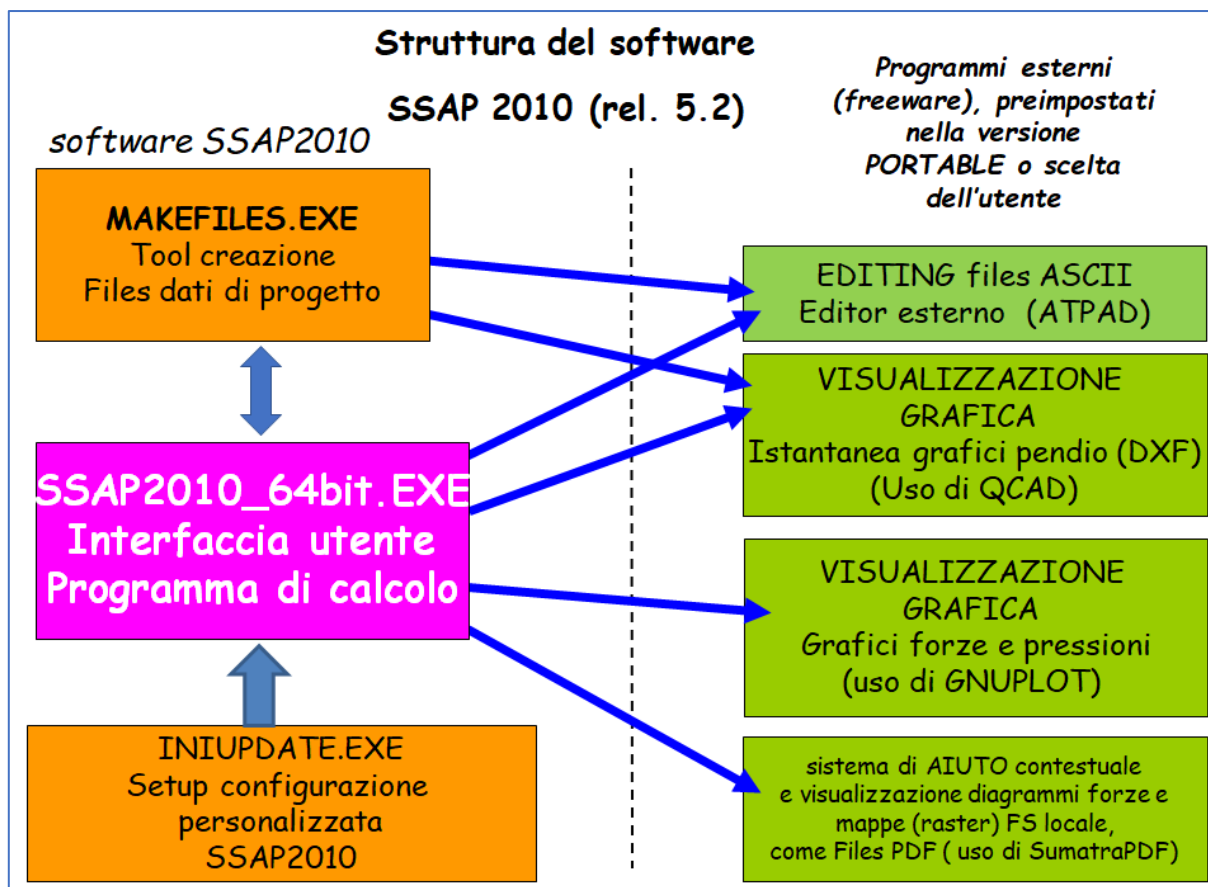 Struttura del software
SSAP 2010 (rel. 5.2)
Programmi esterni
(freeware), preimpostati
nella versione
PORTABLE o scelta
dell'utente
software SSAP2010
MAKEFILES.EXE
Tool creazione
Files dati di progetto
SSAP2010_64bit.EXE
Interfaccia utente
Programma di calcolo
INIUPDATE.EXE
Setup configurazione
personalizzata
SSAP2010
EDITING files ASCII
Editor esterno (ATPAD)
VISUALIZZAZIONE
GRAFICA
Istantanea grafici pendio (DXF)
(Uso di QCAD)
VISUALIZZAZIONE
GRAFICA
Grafici forze e pressioni
(uso di GNUPLOT)
sistema di AIUTO contestuale
e visualizzazione diagrammi forze e
mappe (raster) FS locale,
come Files PDF ( uso di SumatraPDF)